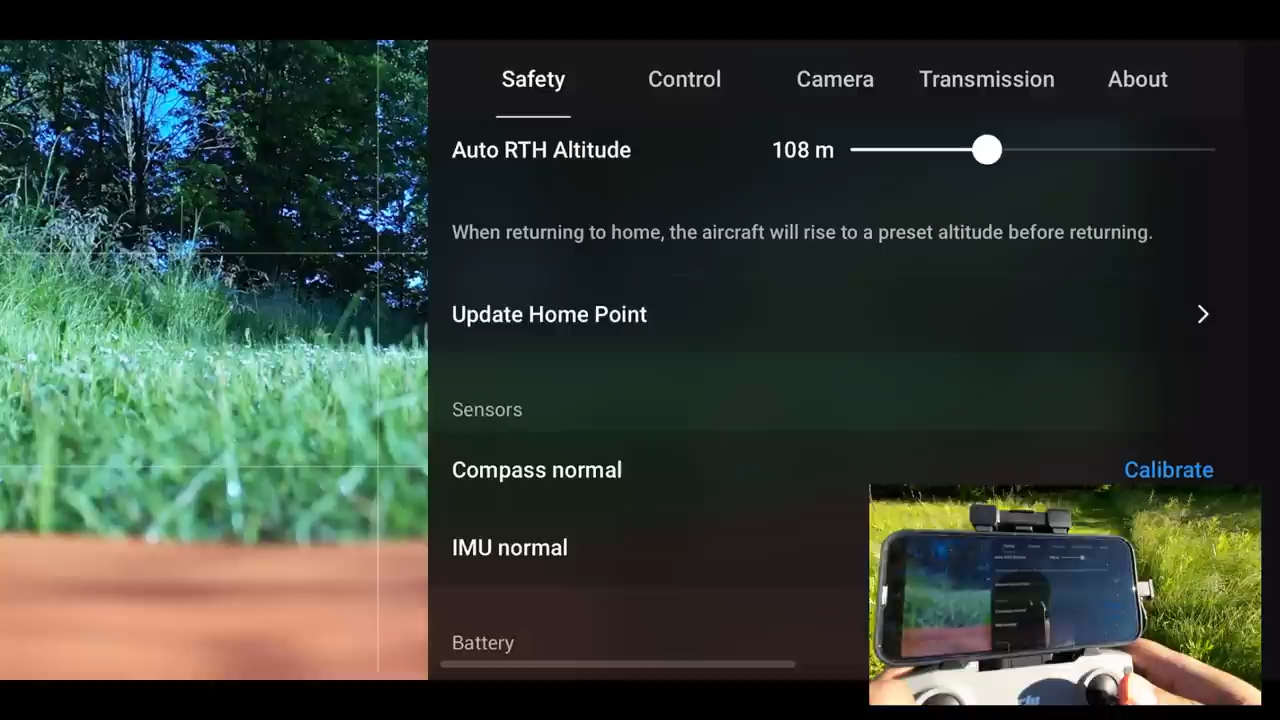 Safety Control Camera Transmission About
Auto RTH Altitude 108 m
When returning to home, the aircraft will rise to a preset altitude before returning.
Update Home Point
Sensors
Compass normal Calibrate
IMU normal
Battery